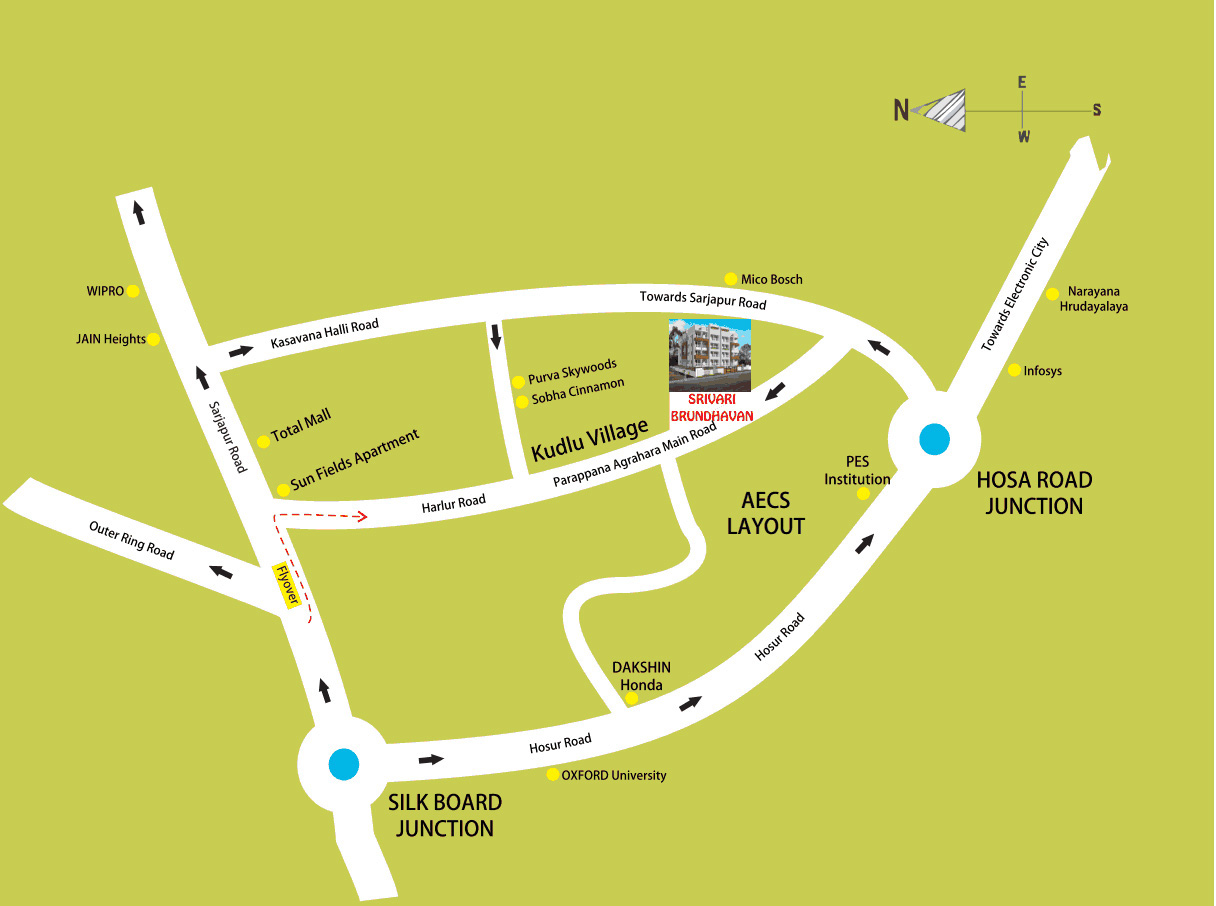 E
N
S
W
WIPRO
JAIN Heights
Mico Bosch
Towards Sarjapur Road
Kasavana Halli Road
Towards Electronic City
Narayana
Hrudayalaya
Infosys
Purva Skywoods
Sobha Cinnamon
SRIVARI
BRUNDHAVAN
Sarjapur Road
Total Mall
Sun Fields Apartment
Kudlu Village
Parappana Agrahara Main Road
Harlur Road
PES
Institution
HOSA ROAD
JUNCTION
AECS
LAYOUT
Outer Ring Road
Flyover
Hosur Road
DAKSHIN
Honda
Hosur Road
OXFORD University
SILK BOARD
JUNCTION